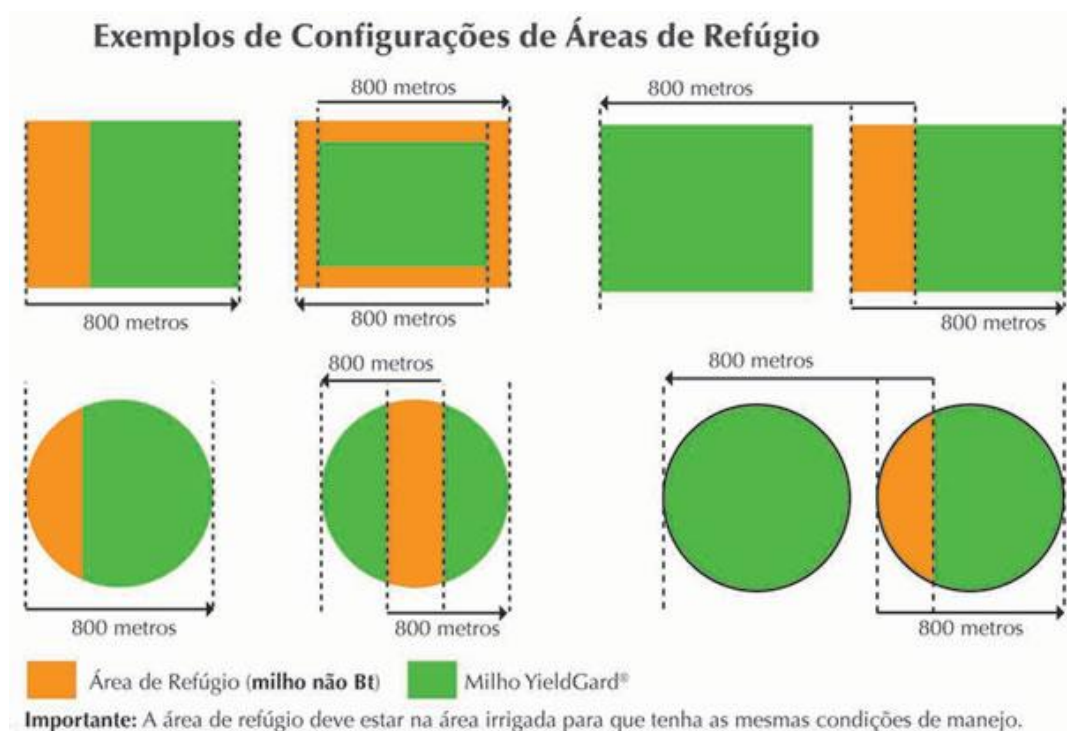 Exemplos de Configurações de Áreas de Refúgio
800 metros
800 metros
800 metros
800 metros
800 metros
800 metros
800 metros
800 metros
800 metros
800 metros
800 metros
Área de Refúgio (milho não Bt)
Milho YieldGard®
Importante: A área de refúgio deve estar na área irrigada para que tenha as mesmas condições de manejo.